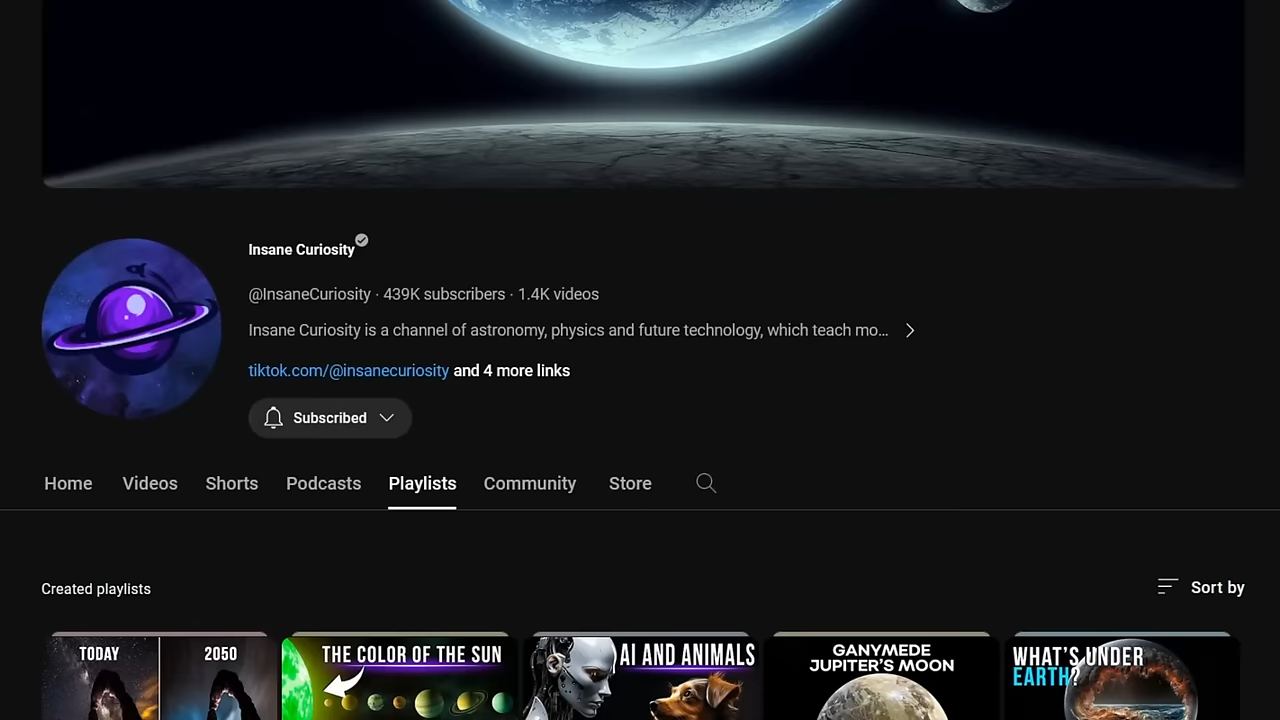 Insane Curiosity
@InsaneCuriosity · 439K subscribers · 1.4K videos
Insane Curiosity is a channel of astronomy, physics and future technology, which teach mo...
tiktok.com/@insanecuriosity and 4 more links
Subscribed
Home Videos Shorts Podcasts Playlists Community Store
Created playlists
Sort by
TODAY 2050
THE COLOR OF THE SUN
AI AND ANIMALS
GANYMEDE
JUPITER'S MOON
WHAT'S UNDER
EARTH?